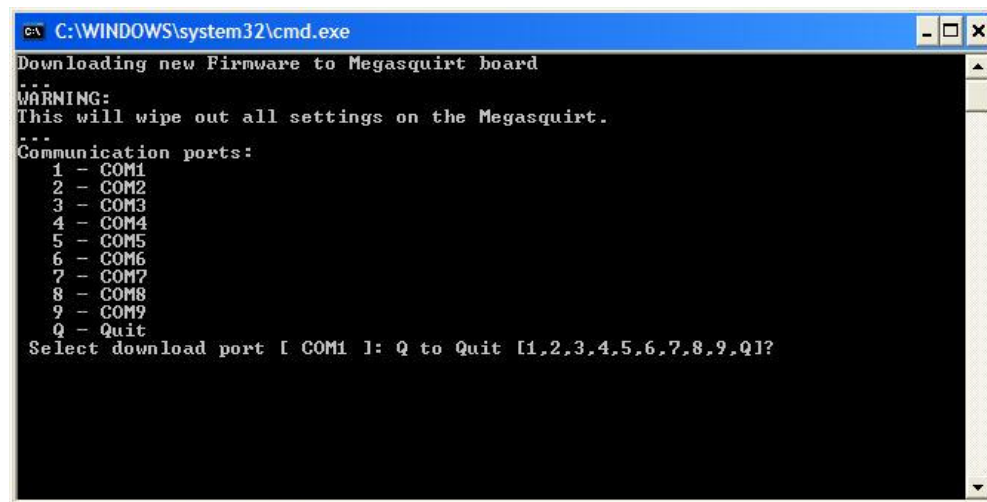 C:\WINDOWS\system32\cmd.exe
Downloading new Firmware to Megasquirt board
...
WARNING:
This will wipe out all settings on the Megasquirt.
...
Communication ports:
1 - COM1
2 - COM2
3 - COM3
4 - COM4
5 - COM5
6 - COM6
7 - COM7
8 - COM8
9 - COM9
Q - Quit
Select download port [ COM1 ]: Q to Quit [1,2,3,4,5,6,7,8,9,Q]?